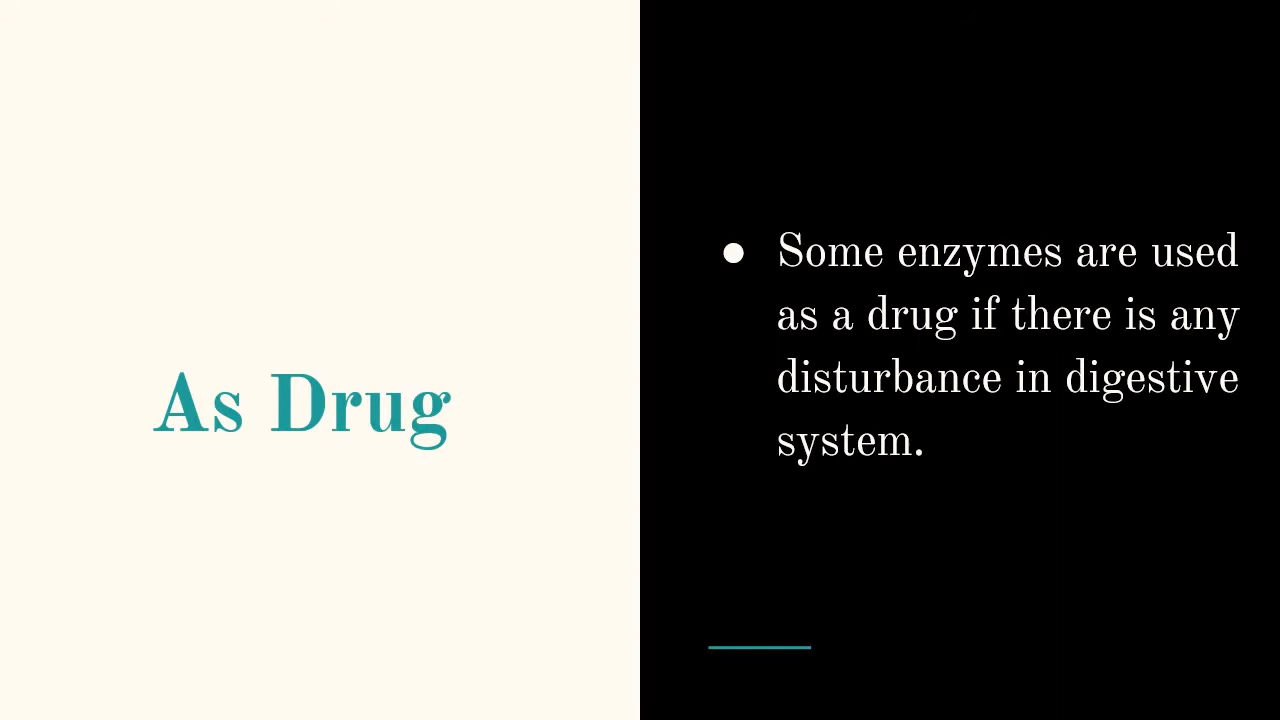 As Drug
● Some enzymes are used
as a drug if there is any
disturbance in digestive
system.